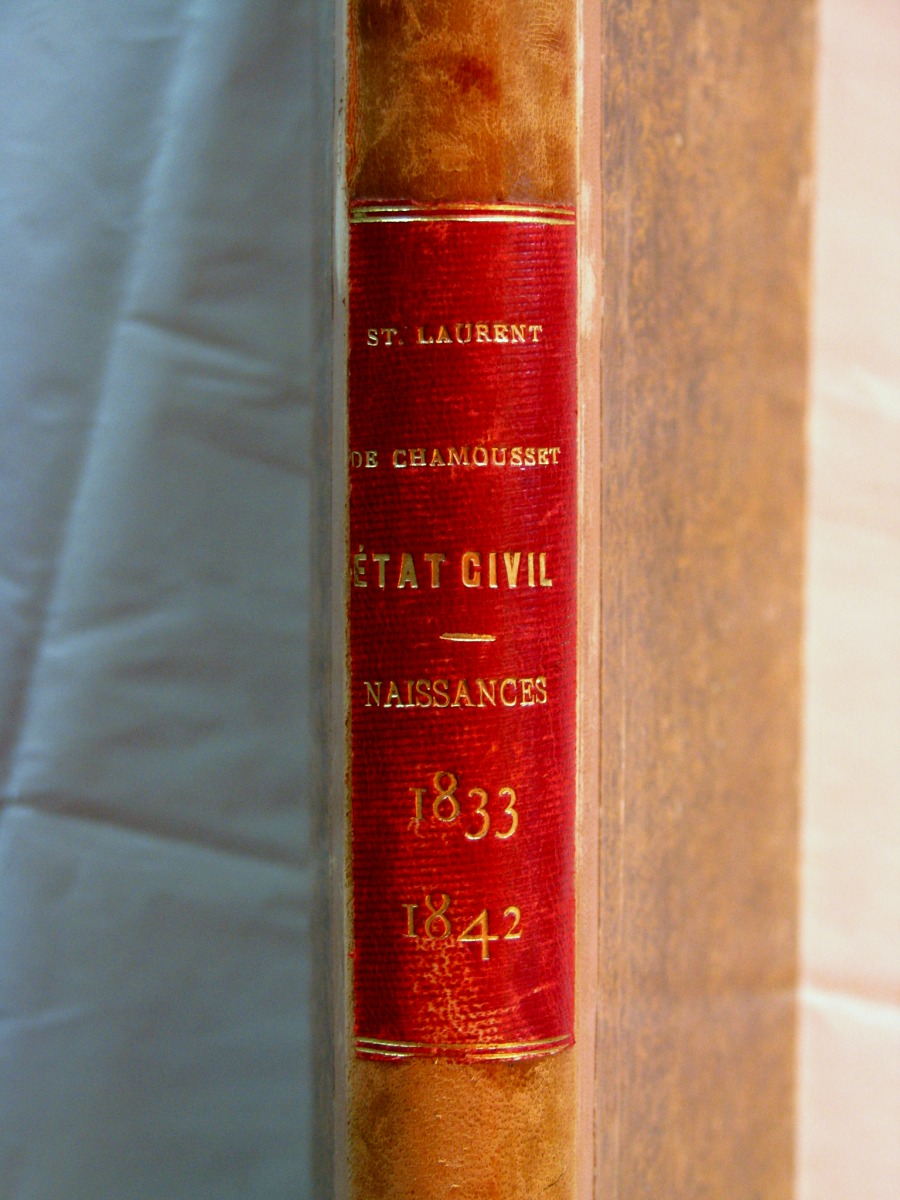 ST. LAURENT
DE CHAMOUSSET
ÉTAT CIVIL
NAISSANCES
1833
1842